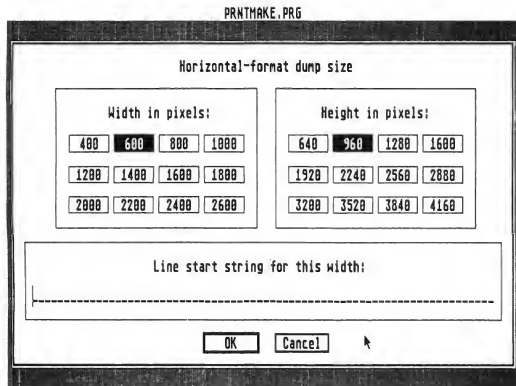 PRNTMAKE.PRG
Horizontal-format dump size
Width in pixels:
400 600 800 1000
1200 1400 1600 1800
2000 2200 2400 2600
Height in pixels:
640 960 1280 1600
1920 2240 2560 2880
3200 3520 3840 4160
Line start string for this width:
OK Cancel